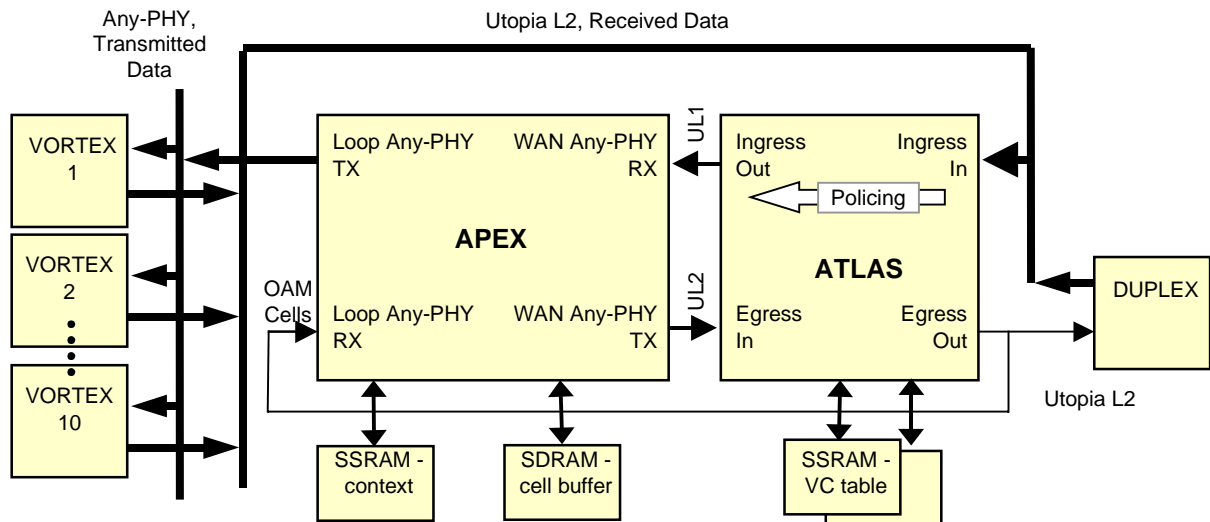 Any-PHY,
Transmitted
Data
Utopia L2, Received Data
VORTEX
1
VORTEX
2
VORTEX
10
Loop Any-PHY
TX
WAN Any-PHY
RX
APEX
OAM
Cells
Loop Any-PHY
RX
WAN Any-PHY
TX
UL1
UL2
Ingress
Out
Ingress
In
Policing
ATLAS
Egress
In
Egress
Out
DUPLEX
Utopia L2
SSRAM -
context
SDRAM -
cell buffer
SSRAM -
VC table